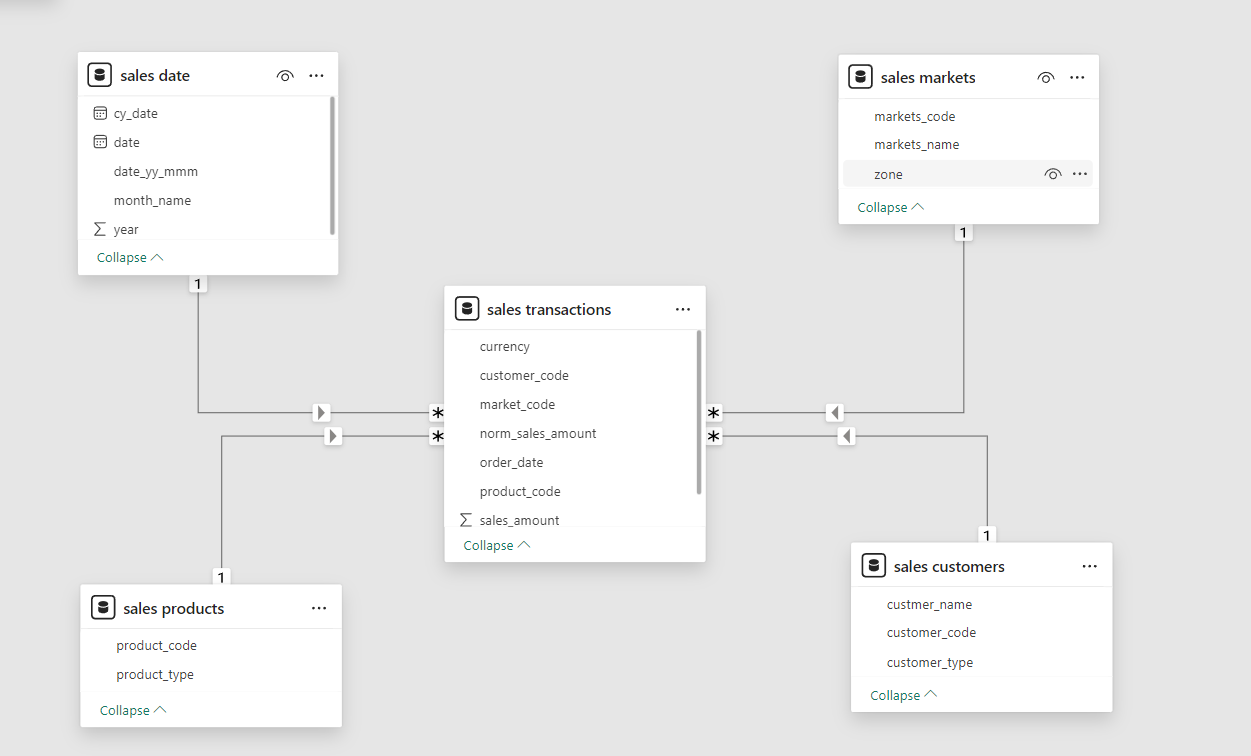 sales date
cy_date
date
date_yy_mmm
month_name
year
Collapse
1
sales markets
markets_code
markets_name
zone
Collapse
1
sales transactions
currency
customer_code
market_code
norm_sales_amount
order_date
product_code
sales_amount
Collapse
*
*
*
*
1
sales products
product_code
product_type
Collapse
1
sales customers
custmer_name
customer_code
customer_type
Collapse